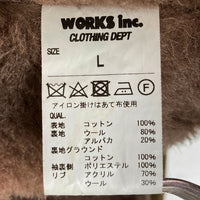 WORKS inc.
CLOTHING DEPT
SIZE
L
F
アイロン掛けはあて布使用
QUAL.
表地 コットン 100%
裏地 ウール 80%
アルパカ 20%
裏地グラウンド
コットン 100%
袖裏側 ポリエステル 100%
リブ アクリル 70%
ウール 30%